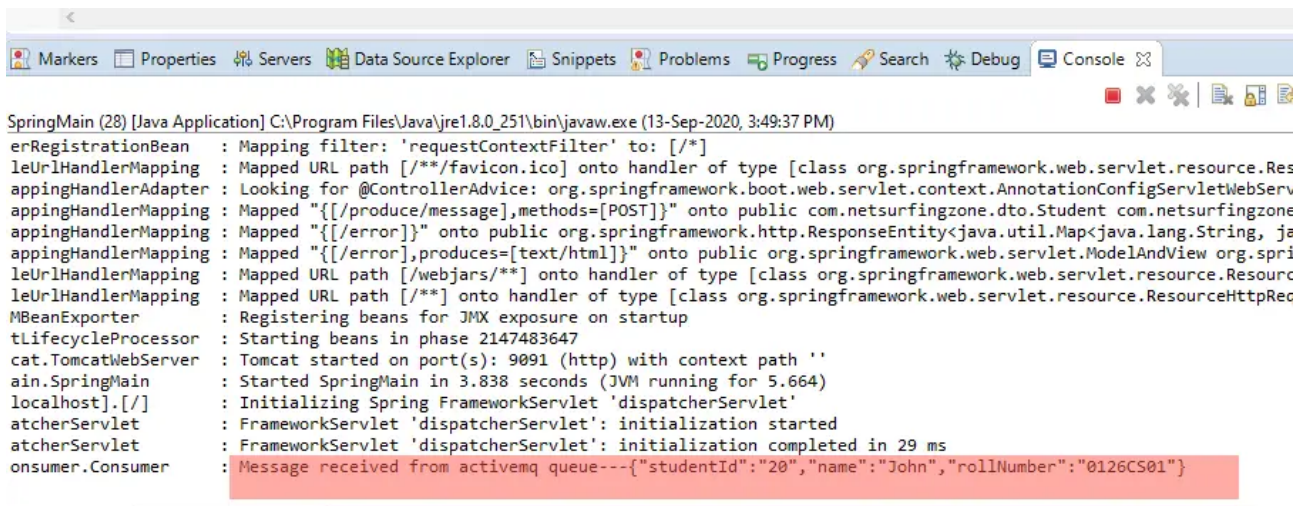 Markers Properties Servers Data Source Explorer Snippets Problems Progress Search Debug Console
SpringMain (28) [Java Application] C:\Program Files\Java\jre1.8.0_251\bin\javaw.exe (13-Sep-2020, 3:49:37 PM)
erRegistrationBean : Mapping filter: 'requestContextFilter' to: [/*]
leUrlHandlerMapping : Mapped URL path [/**/favicon.ico] onto handler of type [class org.springframework.web.servlet.resource.Res
appingHandlerAdapter : Looking for @ControllerAdvice: org.springframework.boot.web.servlet.context.AnnotationConfigServletWebServ
appingHandlerMapping : Mapped "{[/produce/message],methods=[POST]}" onto public com.netsurfingzone.dto.Student com.netsurfingzone
appingHandlerMapping : Mapped "{[/error]}" onto public org.springframework.http.ResponseEntity<java.util.Map<java.lang.String, ja
appingHandlerMapping : Mapped "{[/error],produces=[text/html]}" onto public org.springframework.web.servlet.ModelAndView org.spri
leUrlHandlerMapping : Mapped URL path [/webjars/**] onto handler of type [class org.springframework.web.servlet.resource.Resourc
leUrlHandlerMapping : Mapped URL path [/**] onto handler of type [class org.springframework.web.servlet.resource.ResourceHttpReq
MBeanExporter : Registering beans for JMX exposure on startup
tLifecycleProcessor : Starting beans in phase 2147483647
cat.TomcatWebServer : Tomcat started on port(s): 9091 (http) with context path ''
ain.SpringMain : Started SpringMain in 3.838 seconds (JVM running for 5.664)
localhost].[/] : Initializing Spring FrameworkServlet 'dispatcherServlet'
atcherServlet : FrameworkServlet 'dispatcherServlet': initialization started
atcherServlet : FrameworkServlet 'dispatcherServlet': initialization completed in 29 ms
onsumer.Consumer : Message received from activemq queue---{"studentId":"20","name":"John","rollNumber":"0126CS01"}